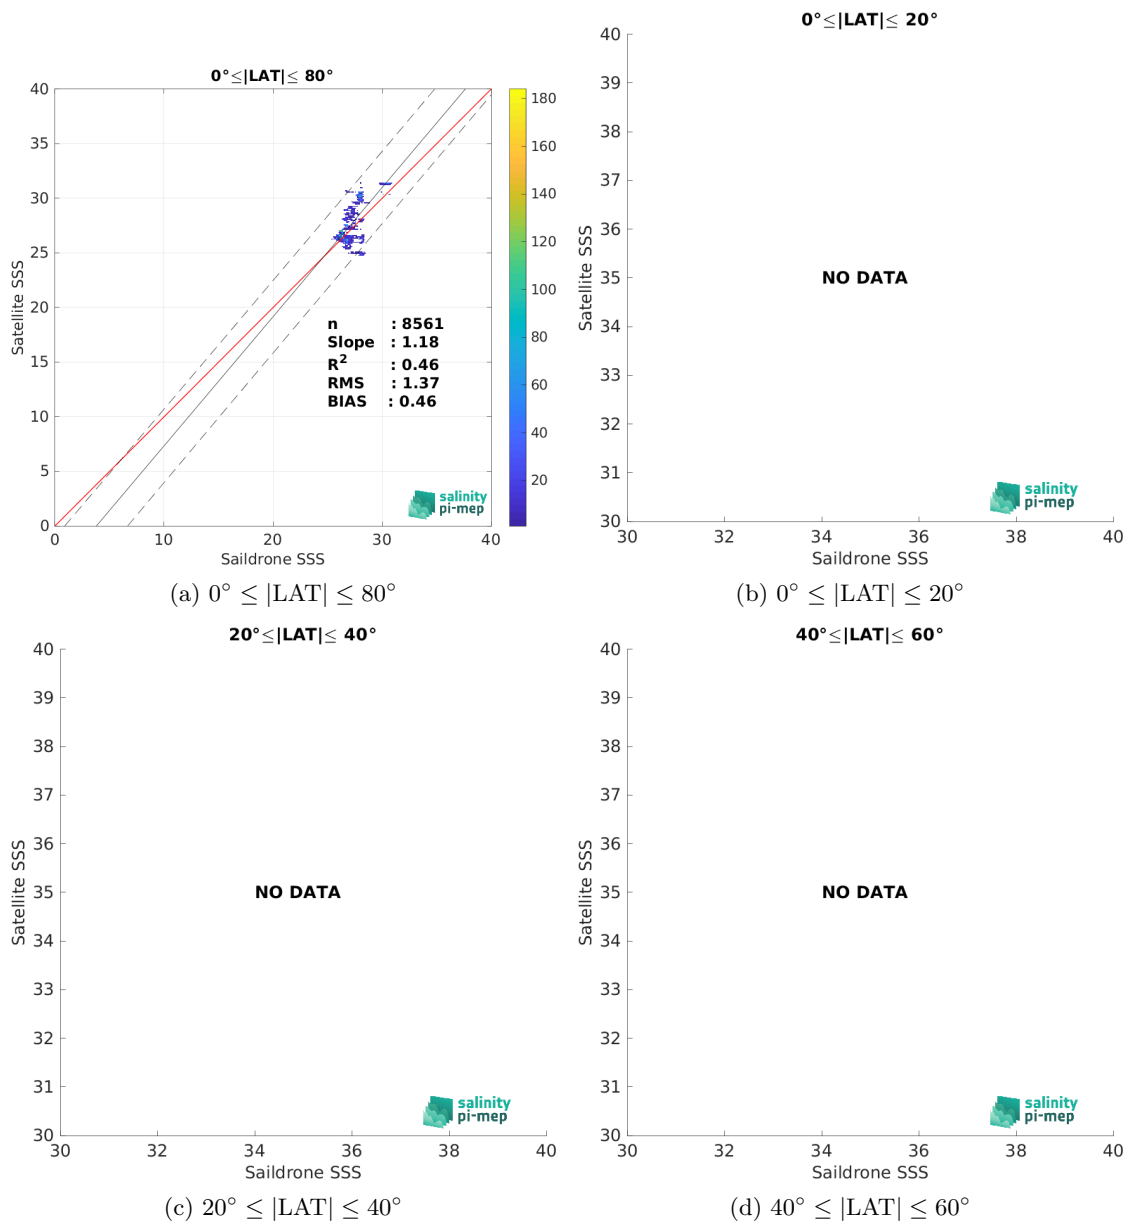 0°≤|LAT|≤ 80°
40
35
30
25
20
15
10
5
0
Satellite SSS
0
10
20
30
40
Saildrone SSS
n : 8561
Slope : 1.18
R2 : 0.46
RMS : 1.37
BIAS : 0.46
180
160
140
120
100
80
60
40
20
salinity
pi-mep
(a) 0° ≤ |LAT| ≤ 80°
0°≤|LAT|≤ 20°
40
39
38
37
36
35
34
33
32
31
30
Satellite SSS
NO DATA
30
32
34
36
38
40
Saildrone SSS
salinity
pi-mep
(b) 0° ≤ |LAT| ≤ 20°
20°≤|LAT|≤ 40°
40
39
38
37
36
35
34
33
32
31
30
Satellite SSS
NO DATA
30
32
34
36
38
40
Saildrone SSS
salinity
pi-mep
(c) 20° ≤ |LAT| ≤ 40°
40°≤|LAT|≤ 60°
40
39
38
37
36
35
34
33
32
31
30
Satellite SSS
NO DATA
30
32
34
36
38
40
Saildrone SSS
salinity
pi-mep
(d) 40° ≤ |LAT| ≤ 60°